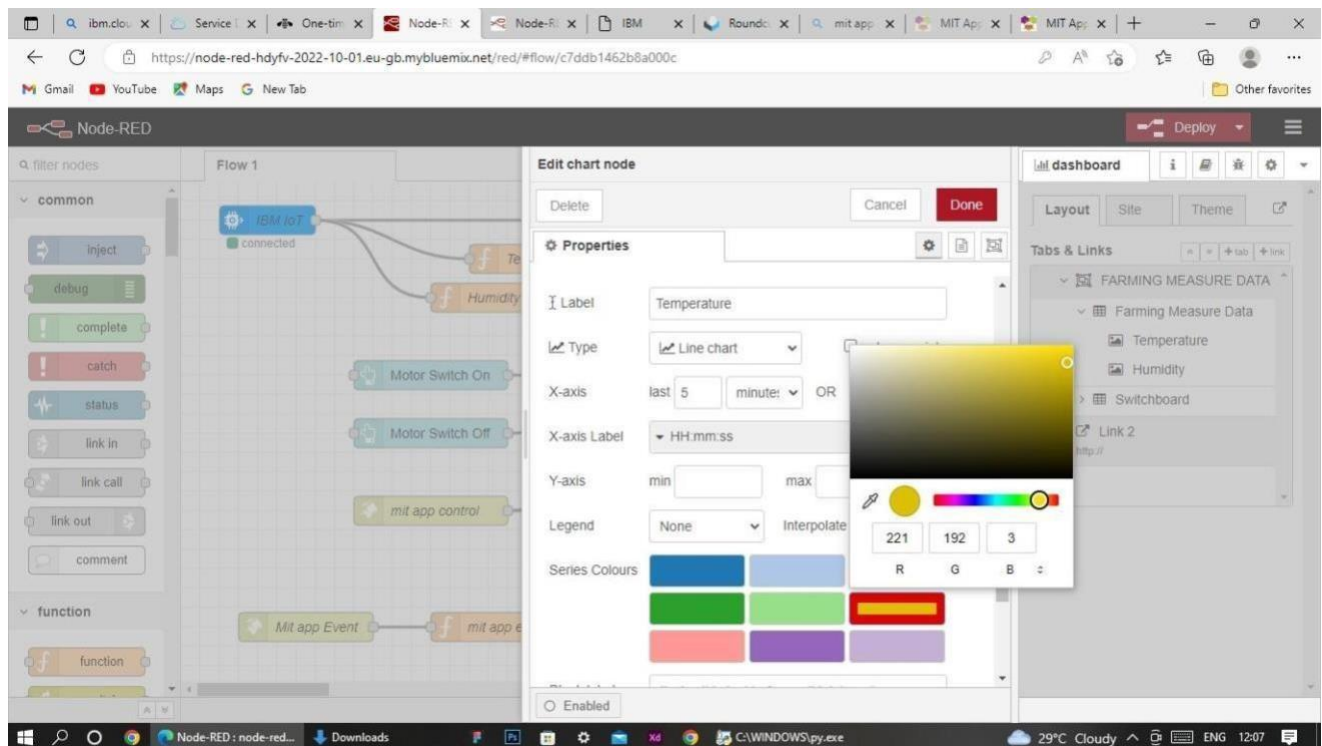 ibm.clou
Service
One-tim
Node-R
Node-R
IBM
Roundc
mit app
MIT Ap
MIT Ap
https://node-red-hdyfv-2022-10-01.eu-gb.mybluemix.net/red/#flow/c7ddb1462b8a000c
Gmail YouTube Maps New Tab Other favorites
Node-RED Deploy
filter nodes
common
inject
debug
complete
catch
status
link in
link call
link out
comment
function
function
Flow 1
IBM IoT
connected
Te
Humidity
Motor Switch On
Motor Switch Off
mit app control
Mit app Event
mit app e
Edit chart node
Delete Cancel Done
Properties
Label Temperature
Type Line chart
X-axis last 5 minutes OR
X-axis Label HH:mm:ss
Y-axis min max
Legend None Interpolate
Series Colours
Enabled
221 192 3
R G B
dashboard
Layout Site Theme
Tabs & Links + tab + link
FARMING MEASURE DATA
Farming Measure Data
Temperature
Humidity
Switchboard
Link 2
http://
Node-RED : node-red... Downloads C:\WINDOWS\py.exe 29°C Cloudy ENG 12:07